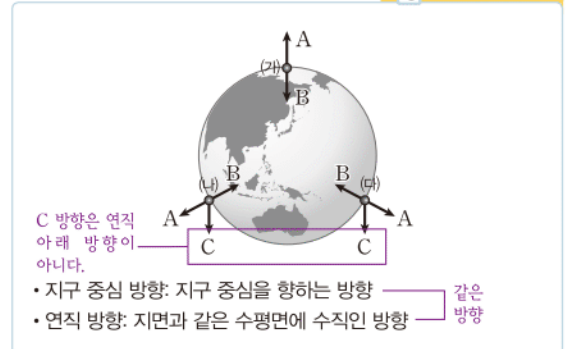 A
(가)
B
B
(나)
A
C
B
(다)
A
C
C 방향은 연직
아래 방향이
아니다.
• 지구 중심 방향: 지구 중심을 향하는 방향
• 연직 방향: 지면과 같은 수평면에 수직인 방향
같은
방향